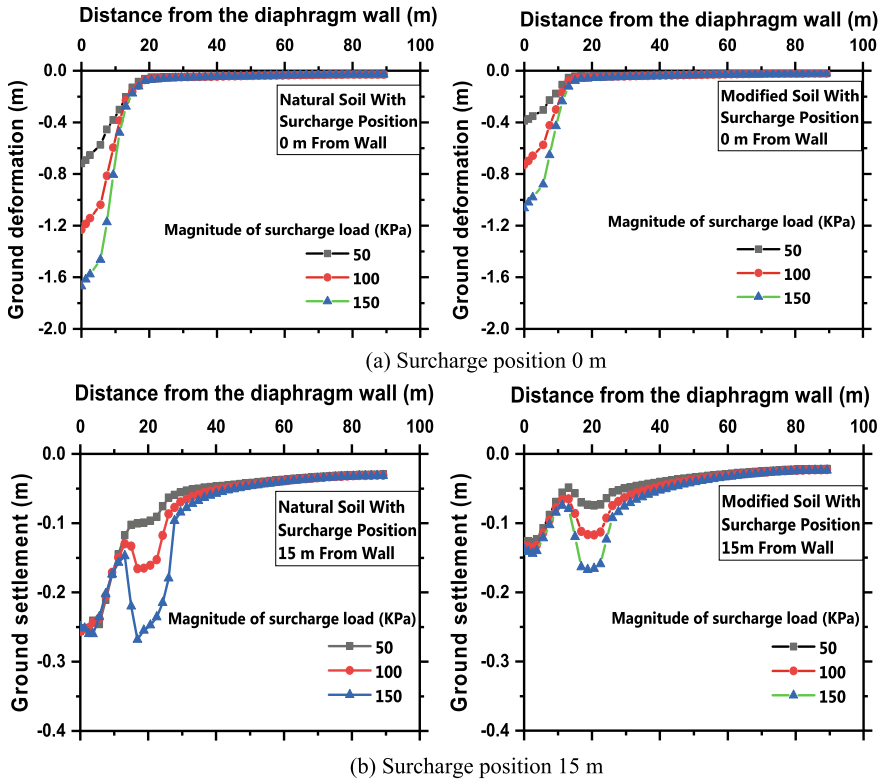 Distance from the diaphragm wall (m)
0 20 40 60 80 100
0.0
-0.4
-0.8
-1.2
-1.6
-2.0
Ground deformation (m)
Natural Soil With
Surcharge Position
0 m From Wall
Magnitude of surcharge load (KPa)
50
100
150
Distance from the diaphragm wall (m)
0 20 40 60 80 100
0.0
-0.4
-0.8
-1.2
-1.6
-2.0
Ground deformation (m)
Modified Soil With
Surcharge Position
0 m From Wall
Magnitude of surcharge load (KPa)
50
100
150
(a) Surcharge position 0 m
Distance from the diaphragm wall (m)
0 20 40 60 80 100
0.0
-0.1
-0.2
-0.3
-0.4
Ground settlement (m)
Natural Soil With
Surcharge Position
15 m From Wall
Magnitude of surcharge load (KPa)
50
100
150
Distance from the diaphragm wall (m)
0 20 40 60 80 100
0.0
-0.1
-0.2
-0.3
-0.4
Ground settlement (m)
Modified Soil With
Surcharge Position
15m From Wall
Magnitude of surcharge load (KPa)
50
100
150
(b) Surcharge position 15 m